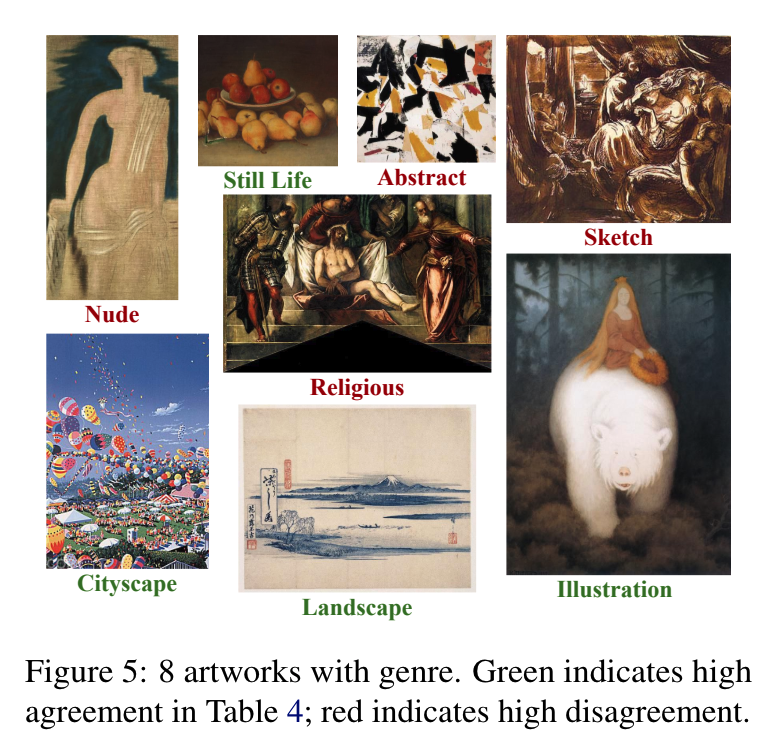 Still Life
Abstract
Sketch
Nude
Religious
Cityscape
Landscape
Illustration
Figure 5: 8 artworks with genre. Green indicates high
agreement in Table 4; red indicates high disagreement.